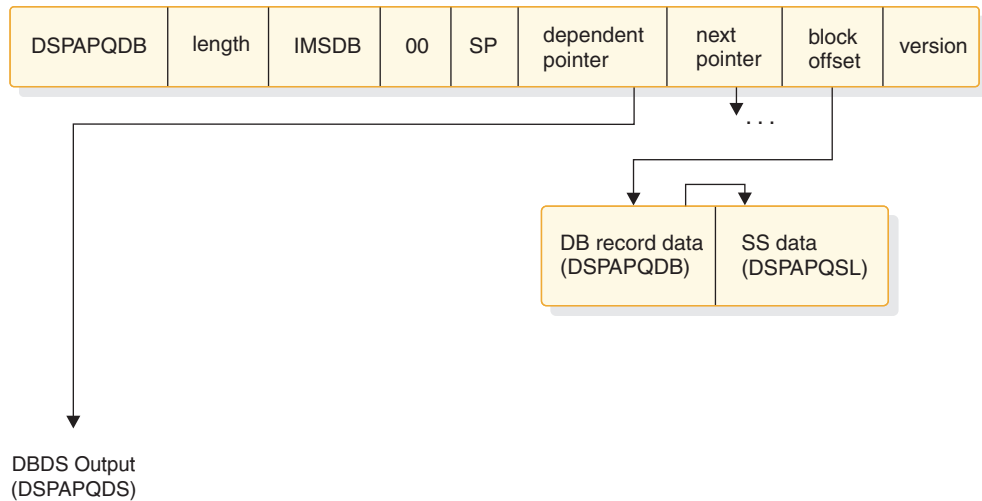 DSPAPQDB length IMSDB 00 SP dependent pointer next pointer block offset version
. . .
DB record data (DSPAPQDB) SS data (DSPAPQSL)
DBDS Output
(DSPAPQDS)